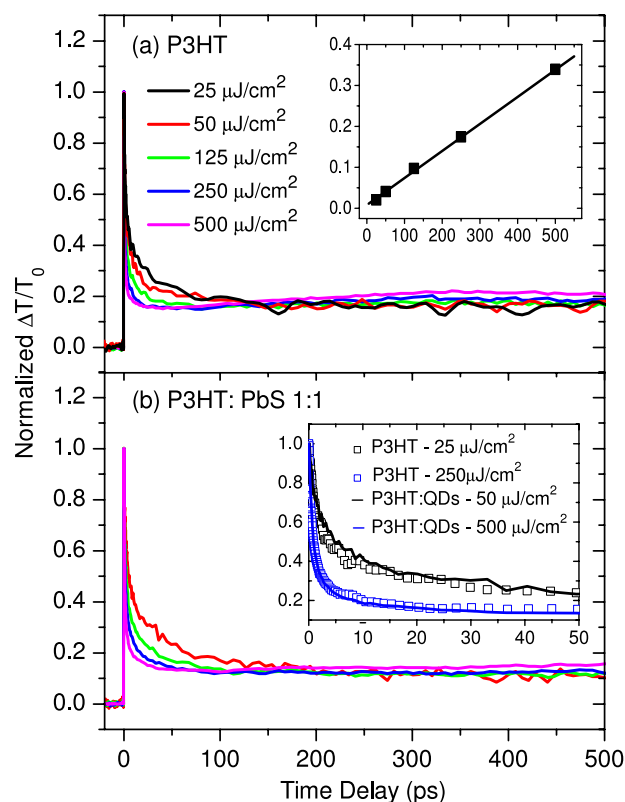 (a) P3HT
25 μJ/cm²
50 μJ/cm²
125 μJ/cm²
250 μJ/cm²
500 μJ/cm²
0.4
0.3
0.2
0.1
0.0
0 100 200 300 400 500
1.2
1.0
0.8
0.6
0.4
0.2
0.0
Normalized ΔT/T₀
(b) P3HT: PbS 1:1
P3HT - 25 μJ/cm²
P3HT - 250μJ/cm²
P3HT:QDs - 50 μJ/cm²
P3HT:QDs - 500 μJ/cm²
1.0
0.8
0.6
0.4
0.2
0 10 20 30 40 50
1.2
1.0
0.8
0.6
0.4
0.2
0.0
0 100 200 300 400 500
Time Delay (ps)